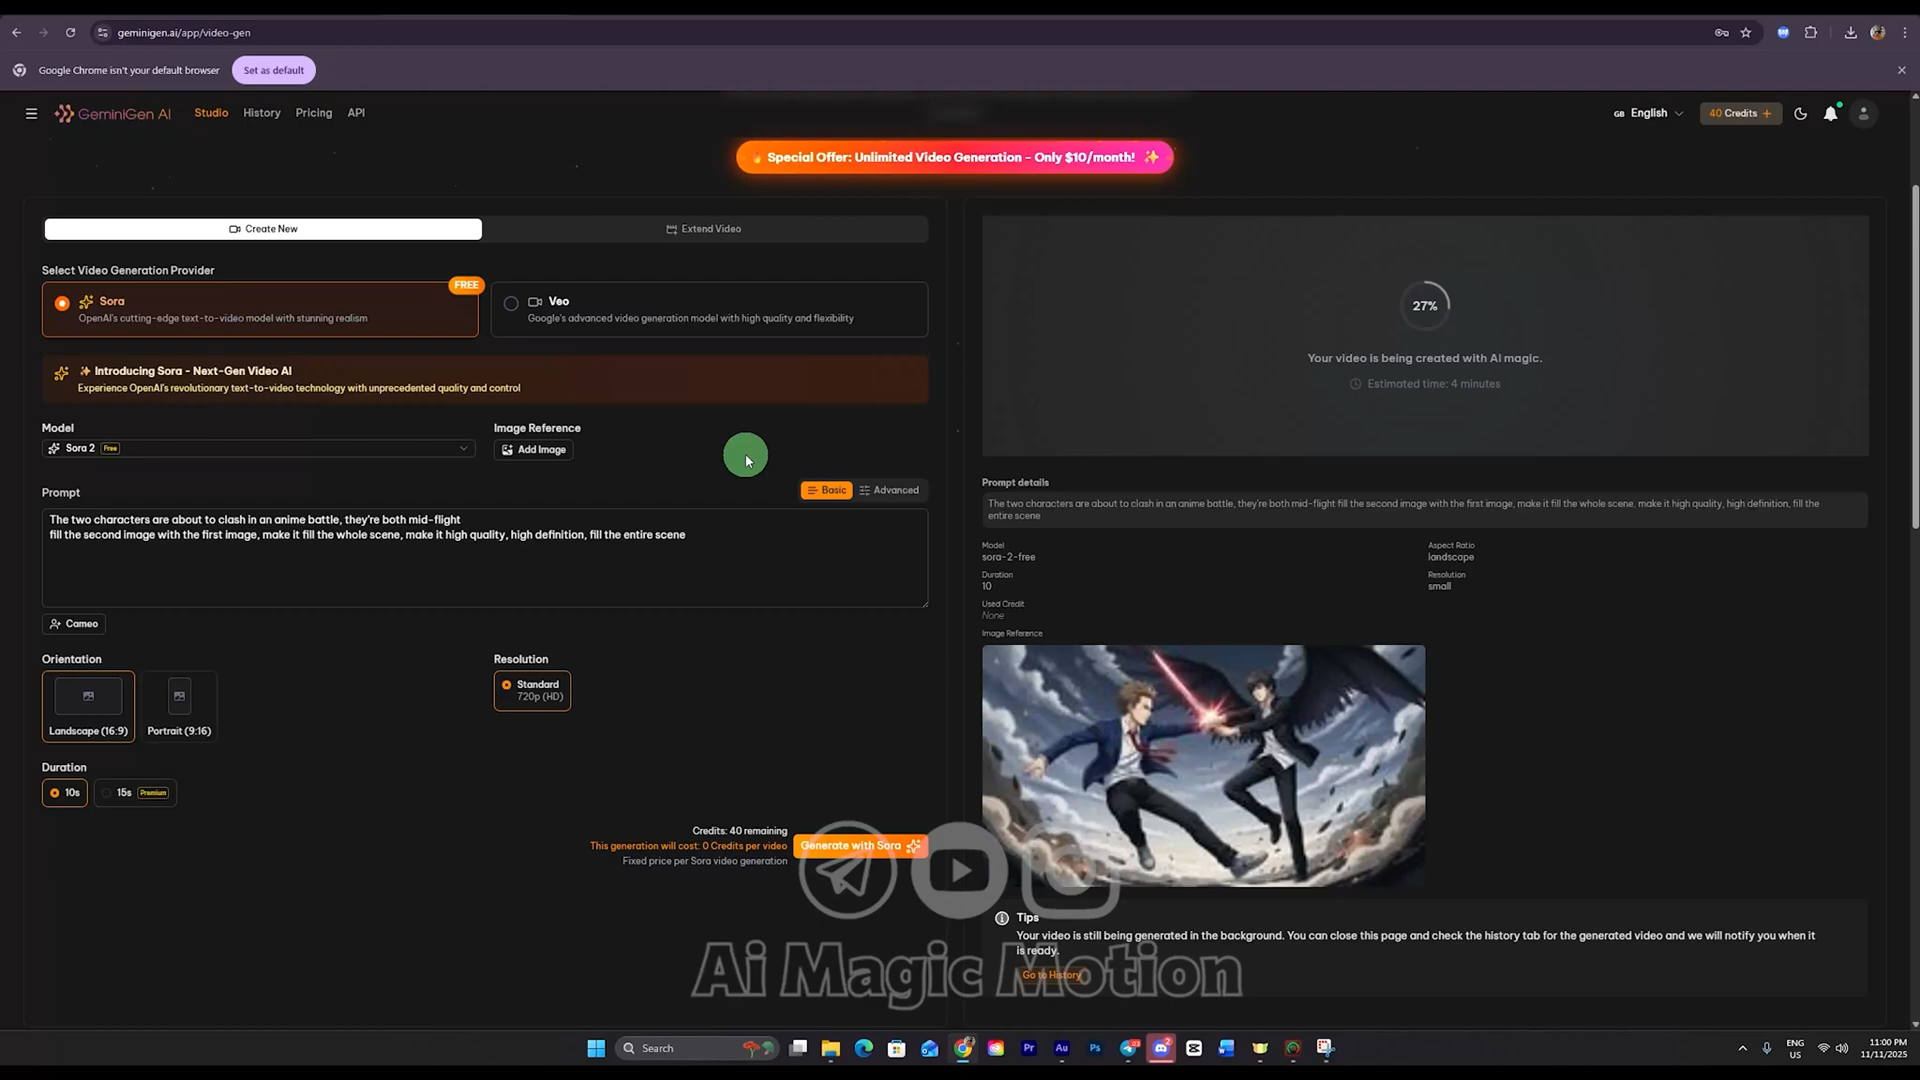 geminigen.ai/app/video-gen
Google Chrome isn't your default browser
Set as default
GeminiGen AI
Studio
History
Pricing
API
GB English
40 Credits +
🔥 Special Offer: Unlimited Video Generation - Only $10/month! ✨
Create New
Extend Video
Select Video Generation Provider
FREE
Sora
OpenAI's cutting-edge text-to-video model with stunning realism
Veo
Google's advanced video generation model with high quality and flexibility
✨ Introducing Sora - Next-Gen Video AI
Experience OpenAI's revolutionary text-to-video technology with unprecedented quality and control
Model
Sora 2 Free
Image Reference
Add Image
Prompt
Basic
Advanced
The two characters are about to clash in an anime battle, they're both mid-flight
fill the second image with the first image, make it fill the whole scene, make it high quality, high definition, fill the entire scene
Cameo
Orientation
Landscape (16:9)
Portrait (9:16)
Resolution
Standard
720p (HD)
Duration
10s
15s Premium
Credits: 40 remaining
This generation will cost: 0 Credits per video
Fixed price per Sora video generation
Generate with Sora
27%
Your video is being created with AI magic.
Estimated time: 4 minutes
Prompt details
The two characters are about to clash in an anime battle, they're both mid-flight fill the second image with the first image, make it fill the whole scene, make it high quality, high definition, fill the
entire scene
Model
sora-2-free
Aspect Ratio
landscape
Duration
10
Resolution
small
Used Credit
None
Image Reference
Tips
Your video is still being generated in the background. You can close this page and check the history tab for the generated video and we will notify you when it
is ready.
Go to History
Ai Magic Motion
Search
Pr
Au
Ps
ENG
US
11:00 PM
11/11/2025